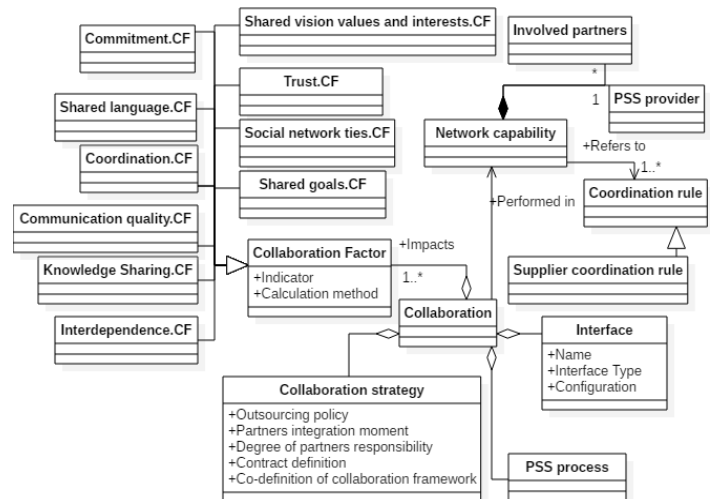 Shared vision values and interests.CF
Commitment.CF
Trust.CF
Shared language.CF
Social network ties.CF
Coordination.CF
Shared goals.CF
Communication quality.CF
Knowledge Sharing.CF
Interdependence.CF
Involved partners
*
1
PSS provider
Network capability
+Refers to
1..*
Coordination rule
+Performed in
Supplier coordination rule
Collaboration Factor
+Indicator
+Calculation method
+Impacts
1..*
Collaboration
Interface
+Name
+Interface Type
+Configuration
Collaboration strategy
+Outsourcing policy
+Partners integration moment
+Degree of partners responsibility
+Contract definition
+Co-definition of collaboration framework
PSS process